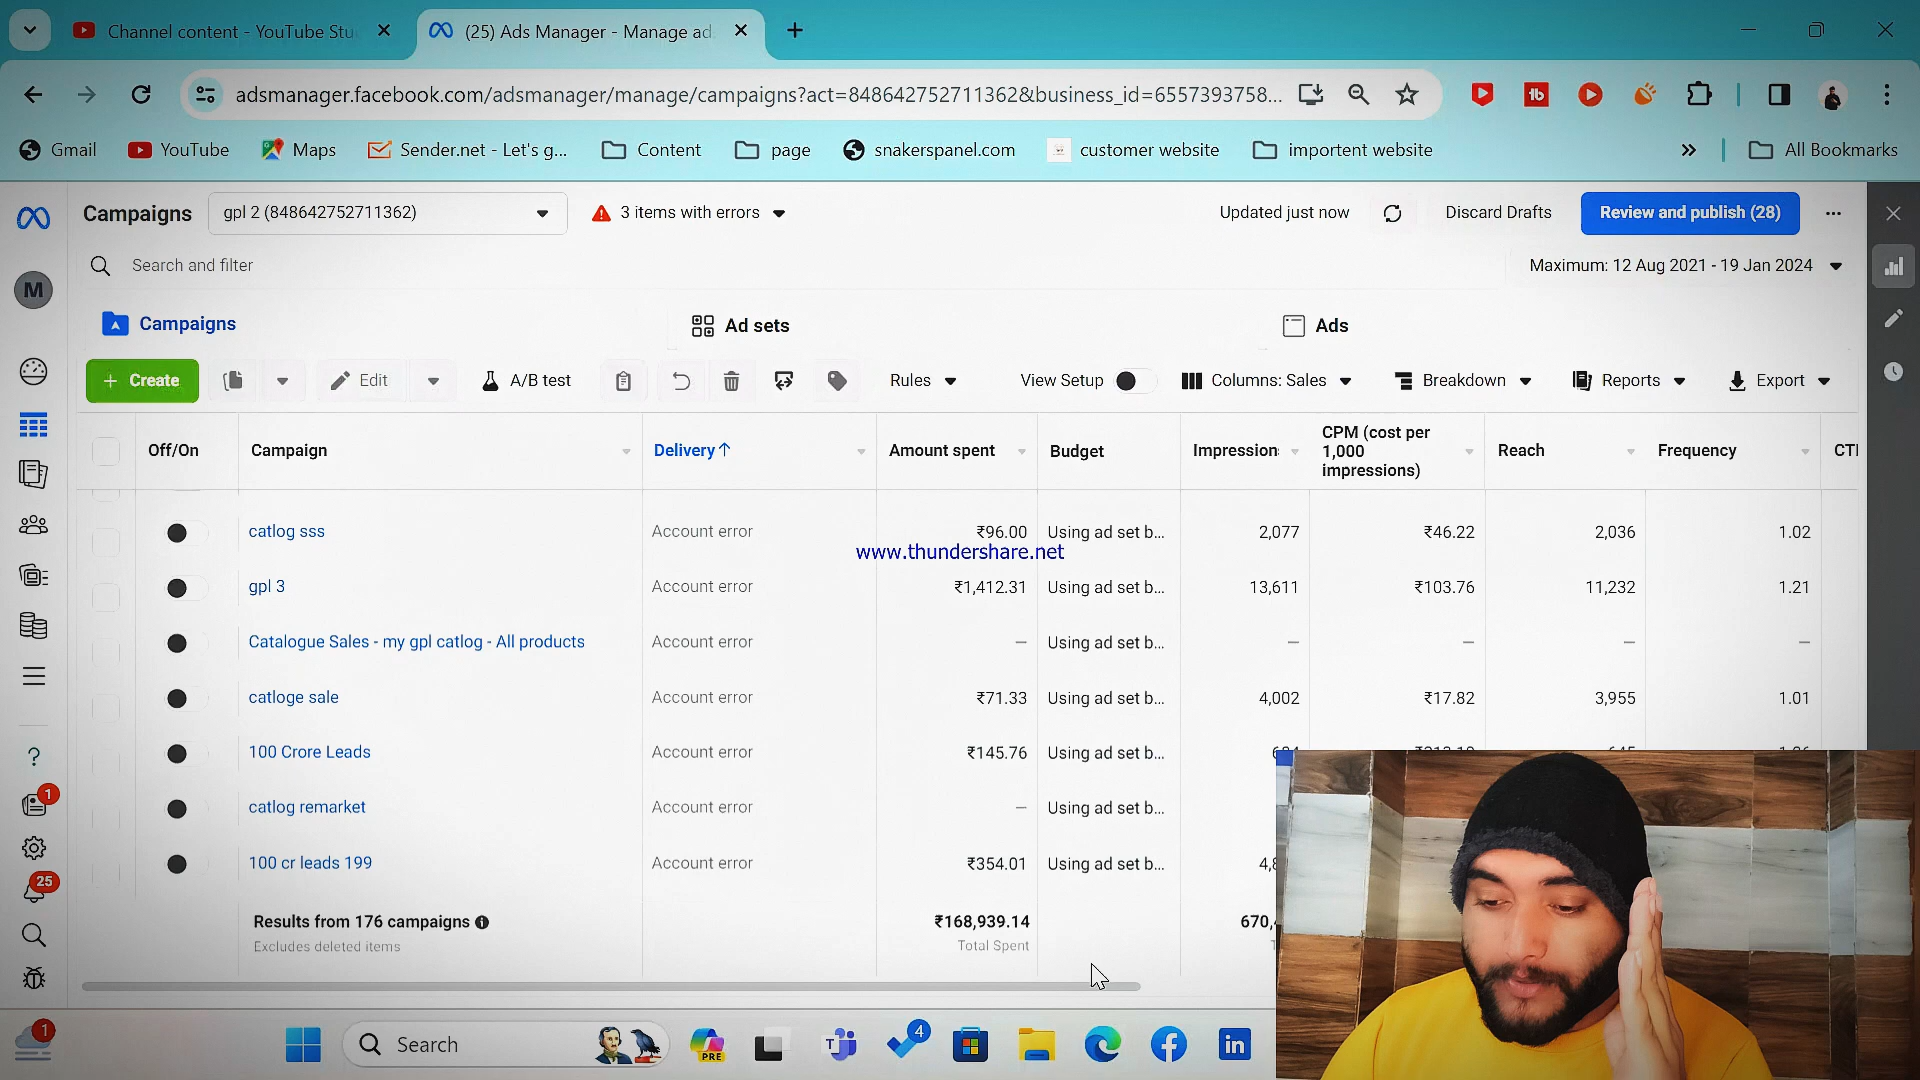 Channel content - YouTube Stu
(25) Ads Manager - Manage ad
adsmanager.facebook.com/adsmanager/manage/campaigns?act=848642752711362&business_id=6557393758...
Gmail
YouTube
Maps
Sender.net - Let's g...
Content
page
snakerspanel.com
customer website
importent website
All Bookmarks
Campaigns
gpl 2 (848642752711362)
3 items with errors
Updated just now
Discard Drafts
Review and publish (28)
Search and filter
Maximum: 12 Aug 2021 - 19 Jan 2024
M
Campaigns
Ad sets
Ads
+ Create
Edit
A/B test
Rules
View Setup
Columns: Sales
Breakdown
Reports
Export
Off/On Campaign Delivery↑ Amount spent Budget Impression CPM (cost per 1,000 impressions) Reach Frequency CT
catlog sss Account error ₹96.00 Using ad set b... 2,077 ₹46.22 2,036 1.02
www.thundershare.net
gpl 3 Account error ₹1,412.31 Using ad set b... 13,611 ₹103.76 11,232 1.21
Catalogue Sales - my gpl catlog - All products Account error — Using ad set b... — — — —
catloge sale Account error ₹71.33 Using ad set b... 4,002 ₹17.82 3,955 1.01
100 Crore Leads Account error ₹145.76 Using ad set b...
catlog remarket Account error — Using ad set b...
100 cr leads 199 Account error ₹354.01 Using ad set b... 4,8
Results from 176 campaigns ₹168,939.14 670,
Excludes deleted items Total Spent
?
1
25
1
Search
PRE
T
4
in